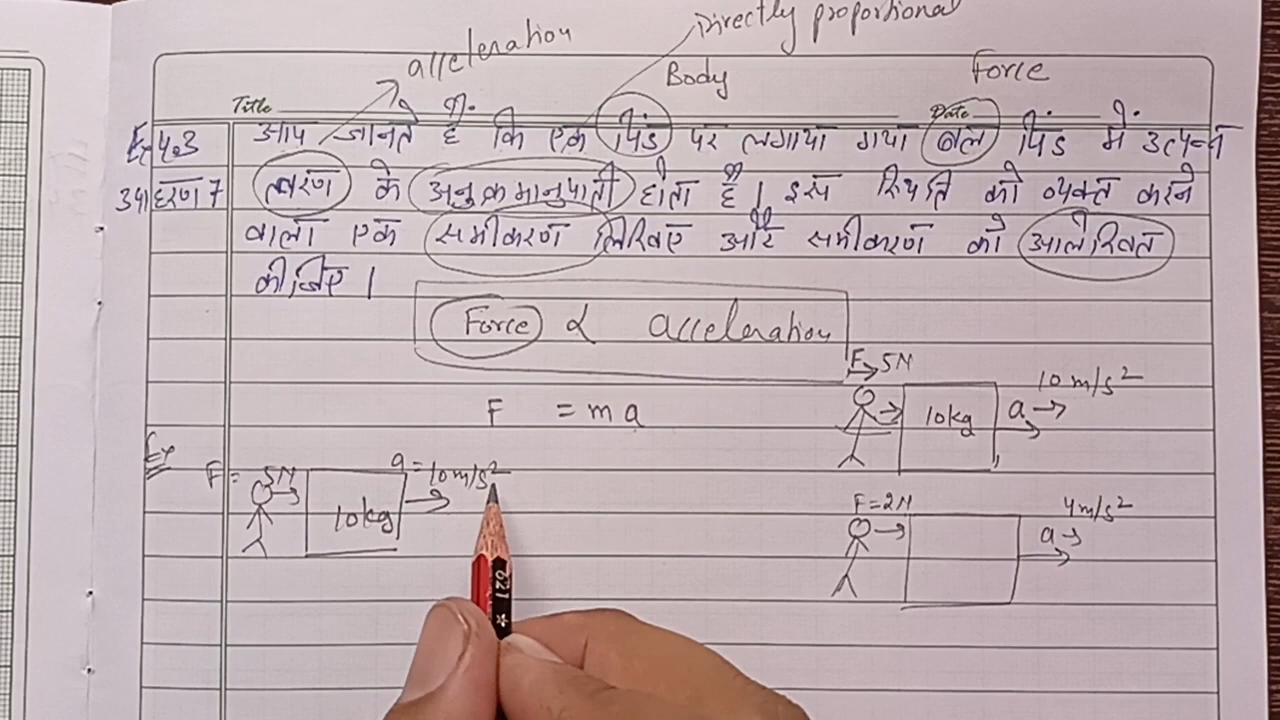 Directly proportional
acceleration
Body
Force
Title
Date
Ex 4.3
आप जानते हैं कि एक पिंड पर लगाया गया बल पिंड में उत्पन्न
उदाहरण 7
त्वरण के अनुक्रमानुपाती होता है। इस स्थिति को व्यक्त करने
वाला एक समीकरण लिखिए और समीकरण को आलेखित
कीजिए।
Force ∝ acceleration
F → 5N
10 m/s²
F = ma
10kg
a →
Ex
F = 5N
a = 10m/s²
10kg
F = 2N
4m/s²
a →